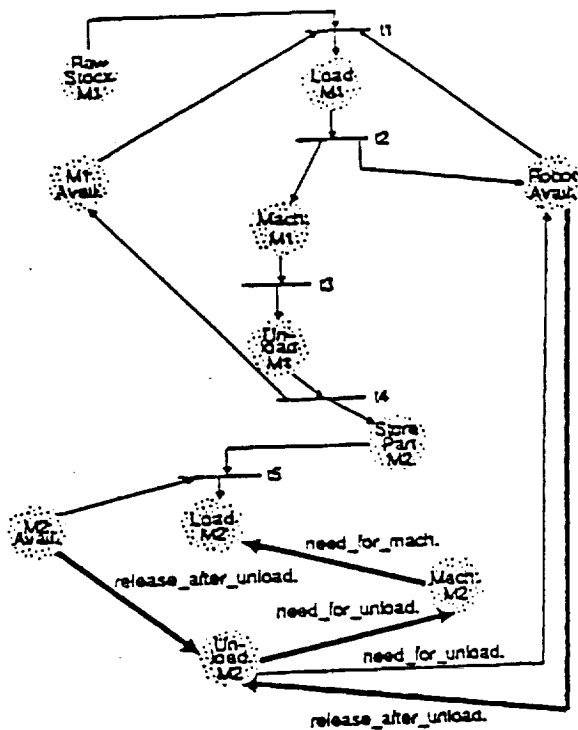 t1
Raw
Stock
M1
Load
M1
t2
M1
Avail.
Robot
Avail.
Mach.
M1
t3
Un-
load
M1
t4
Store
Part
M2
t5
Load
M2
M2
Avail.
need_for_mach.
release_after_unload.
Mach.
M2
need_for_unload.
Un-
load
M2
need_for_unload.
release_after_unload.